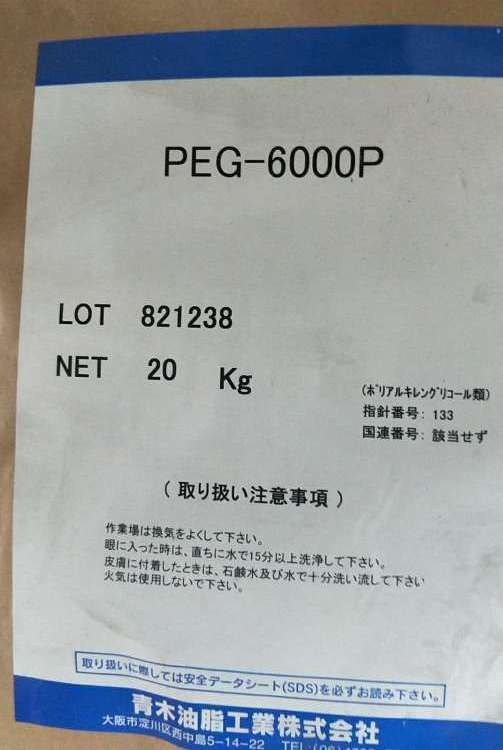 PEG-6000P
LOT 821238
NET 20 Kg
(ﾎﾟﾘｱﾙｷﾚﾝｸﾞﾘｺｰﾙ類)
指針番号: 133
国連番号: 該当せず
( 取り扱い注意事項 )
作業場は換気をよくして下さい。
眼に入った時は、直ちに水で15分以上洗浄して下さい。
皮膚に付着したときは、石鹸水及び水で十分洗い流して下さい
火気は使用しないで下さい。
取り扱いに際しては安全データシート(SDS)を必ずお読み下さい。
青木油脂工業株式会社
大阪市淀川区西中島5-14-22 TEL(06)